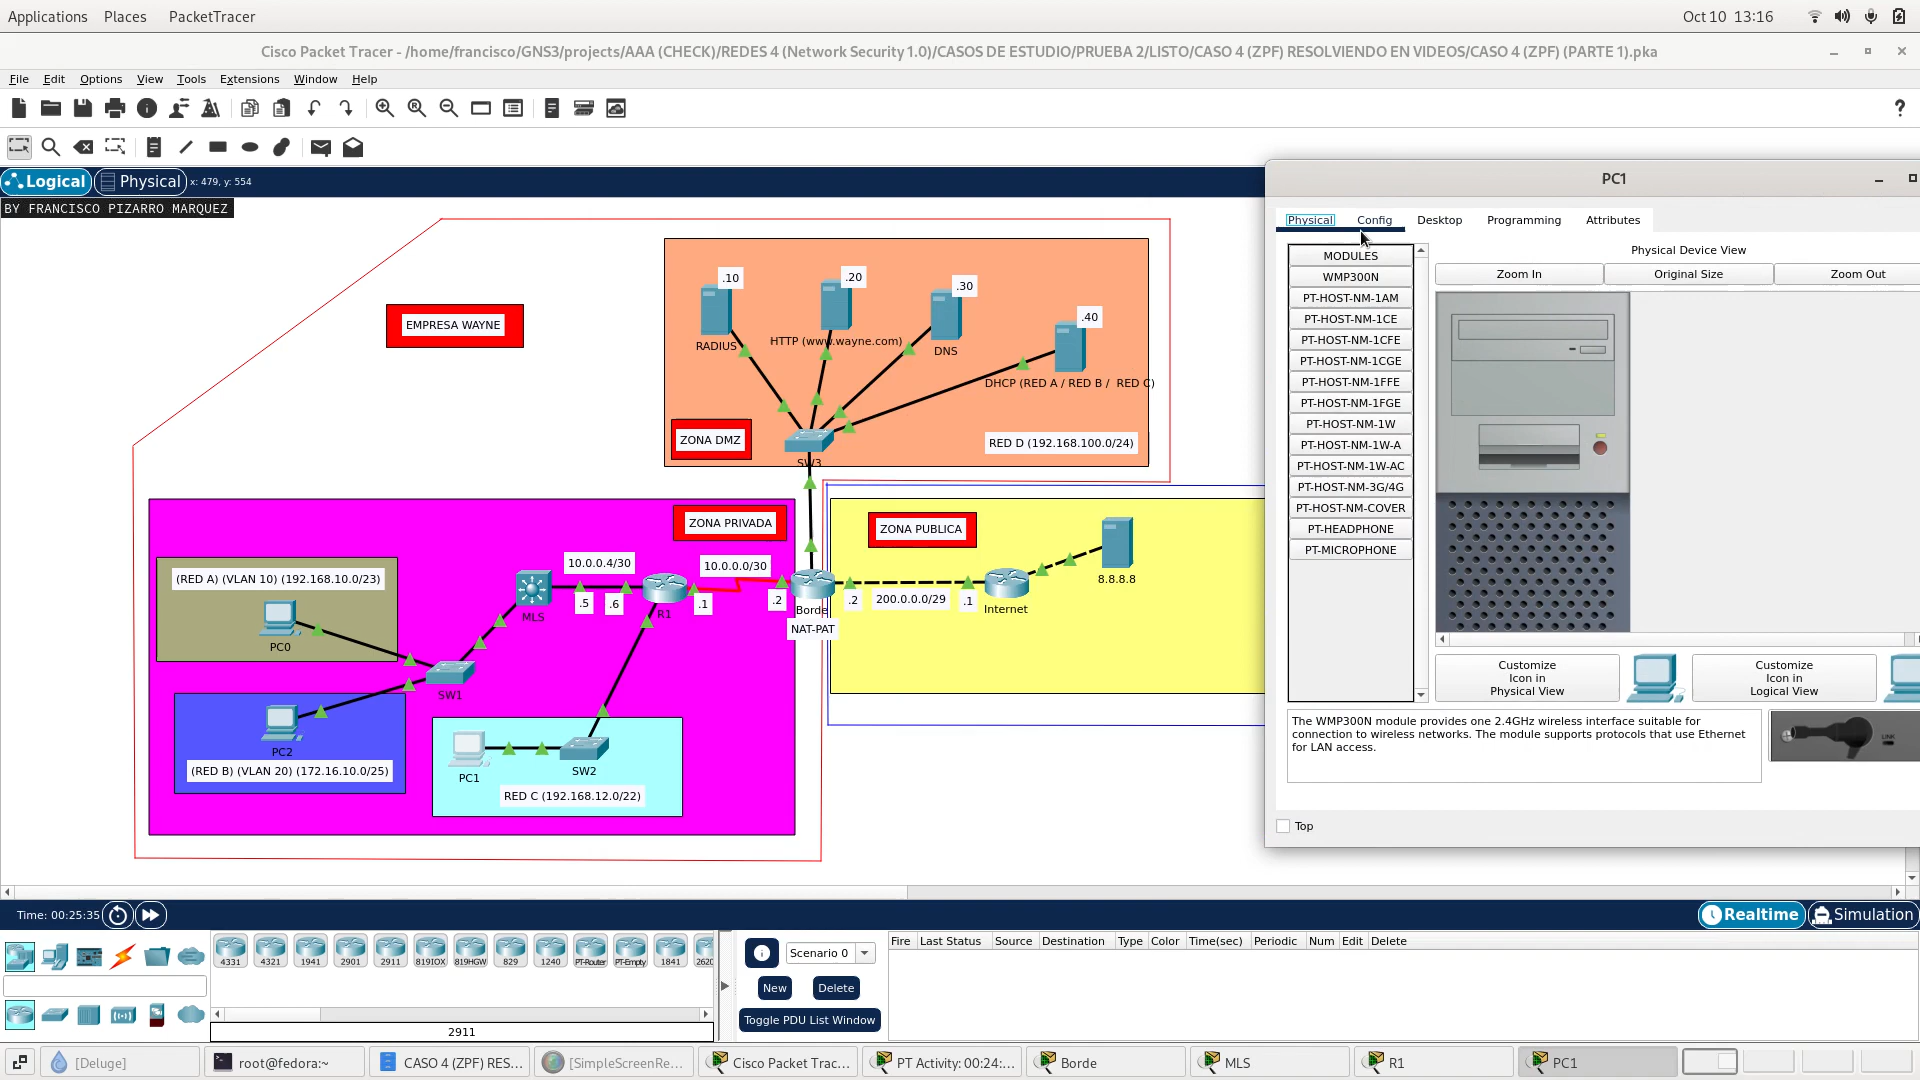 Applications
Places
PacketTracer
Oct 10 13:16
Cisco Packet Tracer - /home/francisco/GNS3/projects/AAA (CHECK)/REDES 4 (Network Security 1.0)/CASOS DE ESTUDIO/PRUEBA 2/LISTO/CASO 4 (ZPF) RESOLVIENDO EN VIDEOS/CASO 4 (ZPF) (PARTE 1).pka
File Edit Options View Tools Extensions Window Help
?
Logical
Physical
x: 479, y: 554
BY FRANCISCO PIZARRO MARQUEZ
EMPRESA WAYNE
.10
.20
.30
.40
RADIUS
HTTP (www.wayne.com)
DNS
DHCP (RED A / RED B / RED C)
ZONA DMZ
SW3
RED D (192.168.100.0/24)
ZONA PRIVADA
ZONA PUBLICA
(RED A) (VLAN 10) (192.168.10.0/23)
PC0
10.0.0.4/30
10.0.0.0/30
MLS
.5
.6
R1
.1
.2
Borde
NAT-PAT
.2
200.0.0.0/29
.1
Internet
8.8.8.8
SW1
PC2
(RED B) (VLAN 20) (172.16.10.0/25)
PC1
SW2
RED C (192.168.12.0/22)
PC1
Physical
Config
Desktop
Programming
Attributes
MODULES
WMP300N
PT-HOST-NM-1AM
PT-HOST-NM-1CE
PT-HOST-NM-1CFE
PT-HOST-NM-1CGE
PT-HOST-NM-1FFE
PT-HOST-NM-1FGE
PT-HOST-NM-1W
PT-HOST-NM-1W-A
PT-HOST-NM-1W-AC
PT-HOST-NM-3G/4G
PT-HOST-NM-COVER
PT-HEADPHONE
PT-MICROPHONE
Physical Device View
Zoom In
Original Size
Zoom Out
Customize
Icon in
Physical View
Customize
Icon in
Logical View
The WMP300N module provides one 2.4GHz wireless interface suitable for
connection to wireless networks. The module supports protocols that use Ethernet
for LAN access.
LINK
Top
Time: 00:25:35
Realtime
Simulation
4331
4321
1941
2901
2911
819IOX
819HGW
829
1240
PT-Router
PT-Empty
1841
2620
2911
Scenario 0
New
Delete
Toggle PDU List Window
Fire Last Status Source Destination Type Color Time(sec) Periodic Num Edit Delete
[Deluge]
root@fedora:~
CASO 4 (ZPF) RES...
[SimpleScreenRe...
Cisco Packet Trac...
PT Activity: 00:24:...
Borde
MLS
R1
PC1